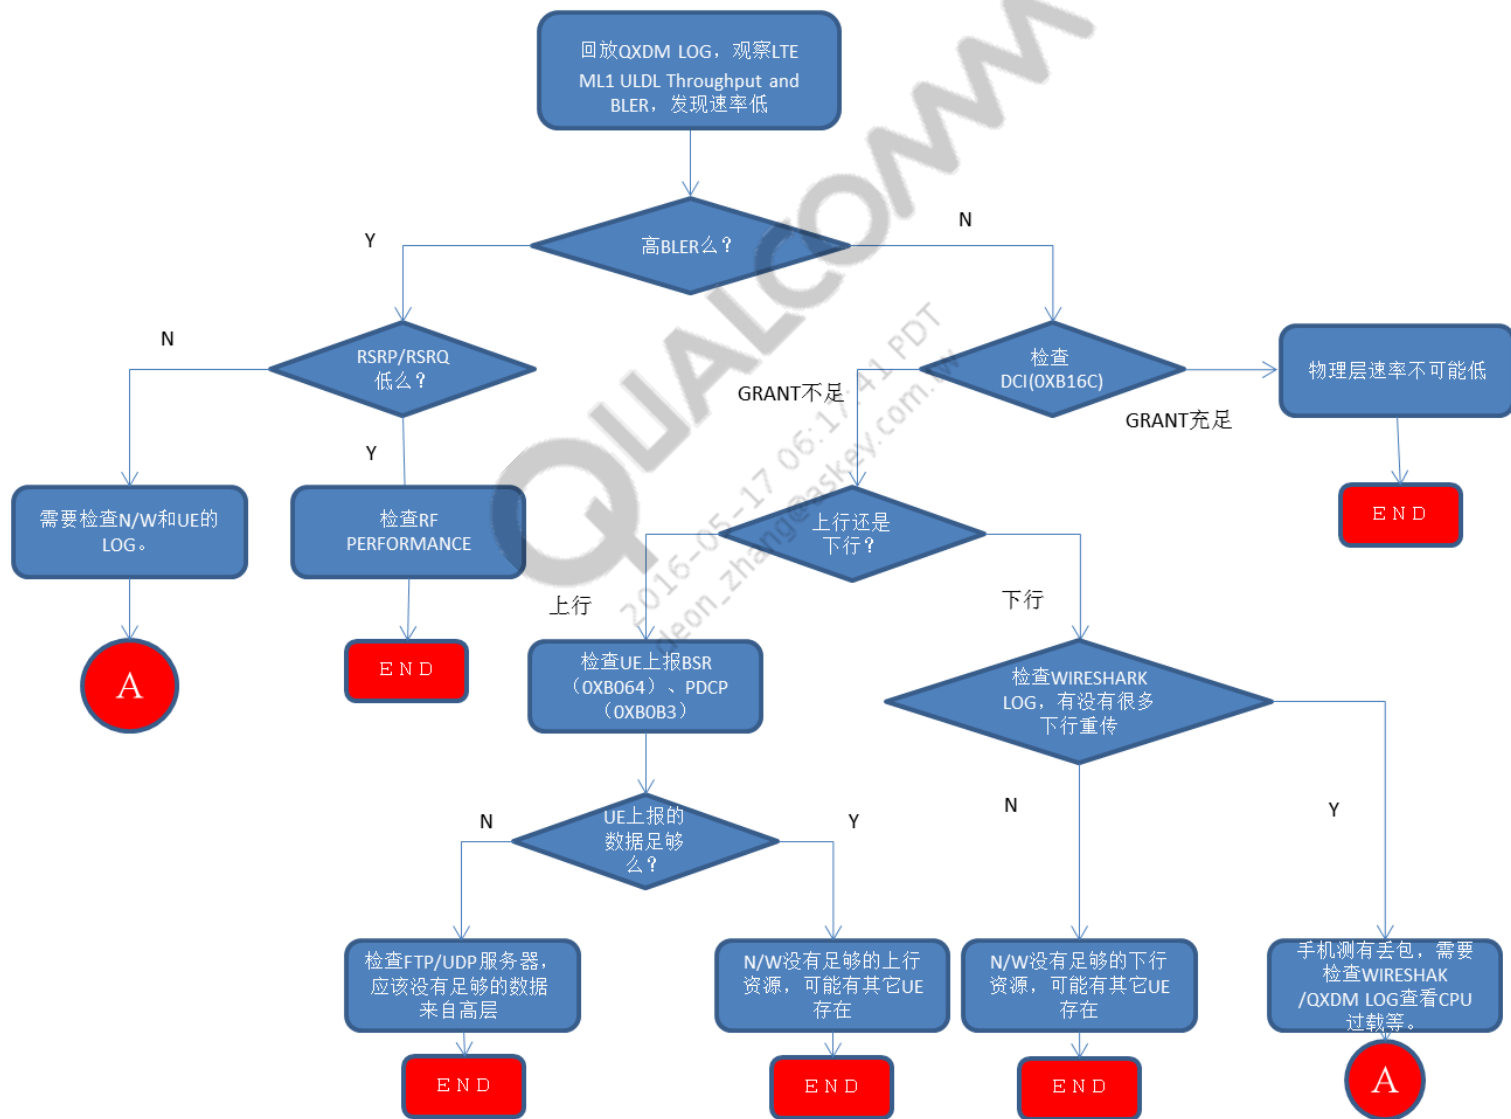 回放QXDM LOG，观察LTE
ML1 ULDL Throughput and
BLER，发现速率低
高BLER么？
Y
N
RSRP/RSRQ
低么？
N
Y
检查
DCI(0XB16C)
GRANT不足
GRANT充足
物理层速率不可能低
END
需要检查N/W和UE的
LOG。
A
检查RF
PERFORMANCE
END
上行还是
下行？
上行
下行
检查UE上报BSR
（0XB064）、PDCP
（0XB0B3）
检查WIRESHARK
LOG，有没有很多
下行重传
UE上报的
数据足够
么？
N
Y
N
Y
检查FTP/UDP服务器，
应该没有足够的数据
来自高层
END
N/W没有足够的上行
资源，可能有其它UE
存在
END
N/W没有足够的下行
资源，可能有其它UE
存在
END
手机测有丢包，需要
检查WIRESHAK
/QXDM LOG查看CPU
过载等。
A
QUALCOMM
2016-05-17 06:17:41 PDT
deon_zhang@askey.com.tw